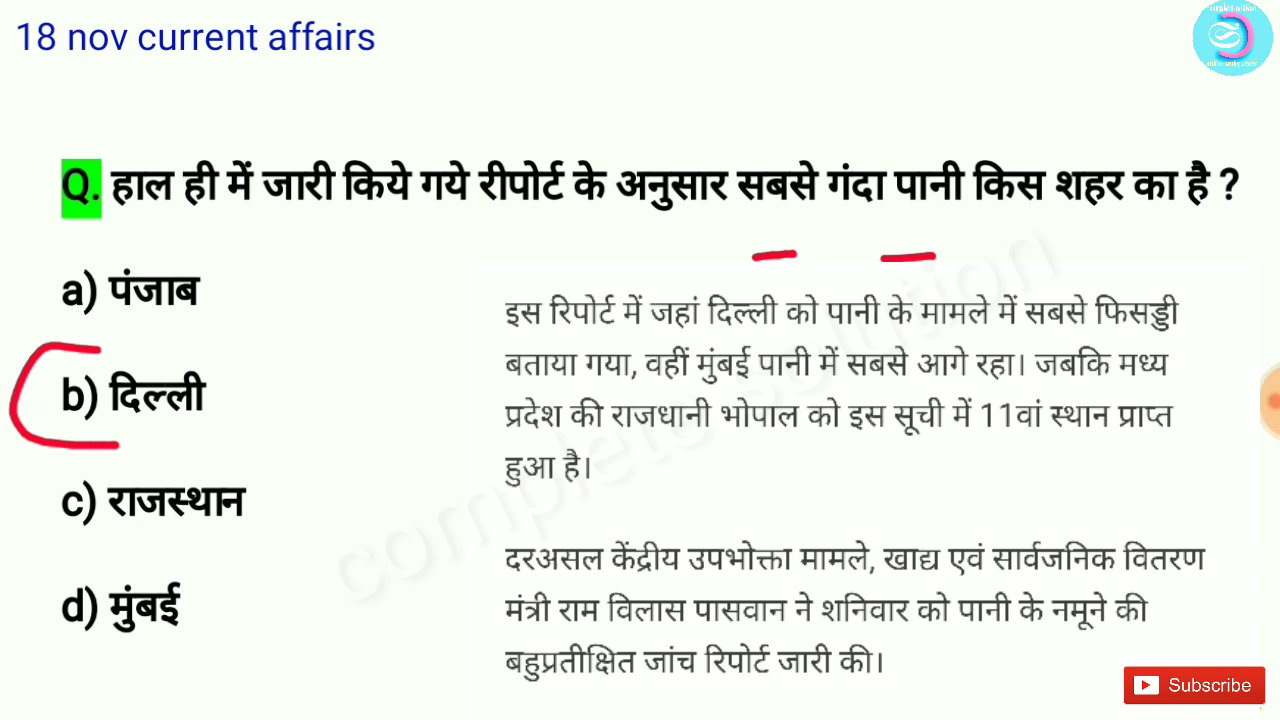 18 nov current affairs
Q. हाल ही में जारी किये गये रीपोर्ट के अनुसार सबसे गंदा पानी किस शहर का है ?
a) पंजाब
b) दिल्ली
c) राजस्थान
d) मुंबई
इस रिपोर्ट में जहां दिल्ली को पानी के मामले में सबसे फिसड्डी
बताया गया, वहीं मुंबई पानी में सबसे आगे रहा। जबकि मध्य
प्रदेश की राजधानी भोपाल को इस सूची में 11वां स्थान प्राप्त
हुआ है।
दरअसल केंद्रीय उपभोक्ता मामले, खाद्य एवं सार्वजनिक वितरण
मंत्री राम विलास पासवान ने शनिवार को पानी के नमूने की
बहुप्रतीक्षित जांच रिपोर्ट जारी की।
complete solution
Subscribe